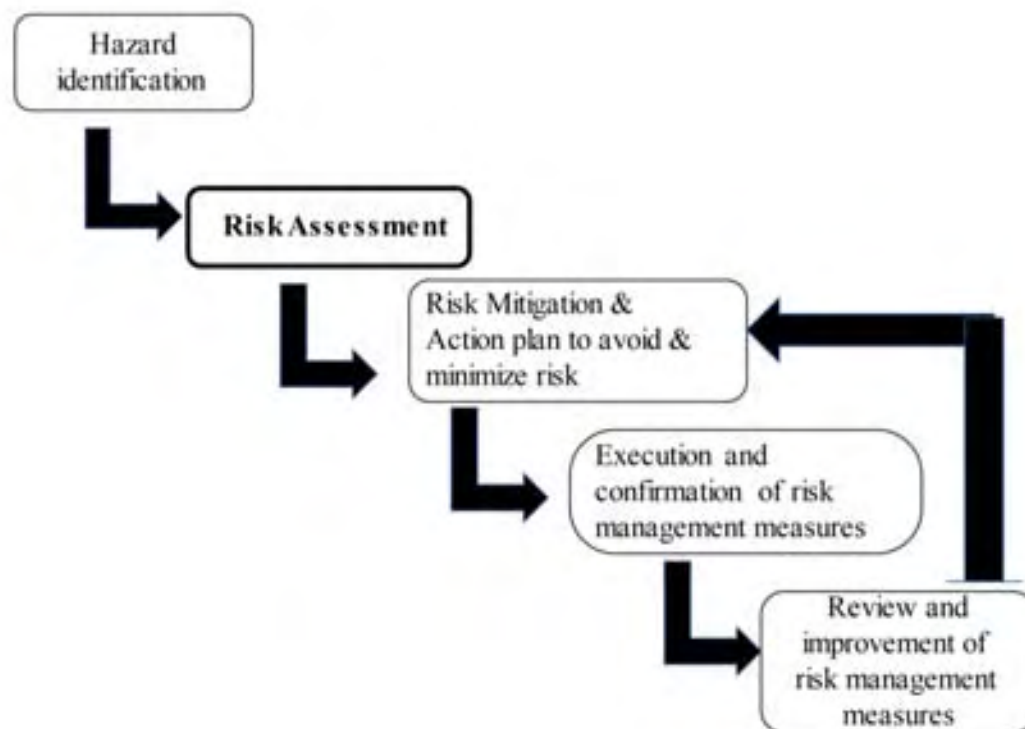 Hazard
identification
Risk Assessment
Risk Mitigation &
Action plan to avoid &
minimize risk
Execution and
confirmation of risk
management measures
Review and
improvement of
risk management
measures